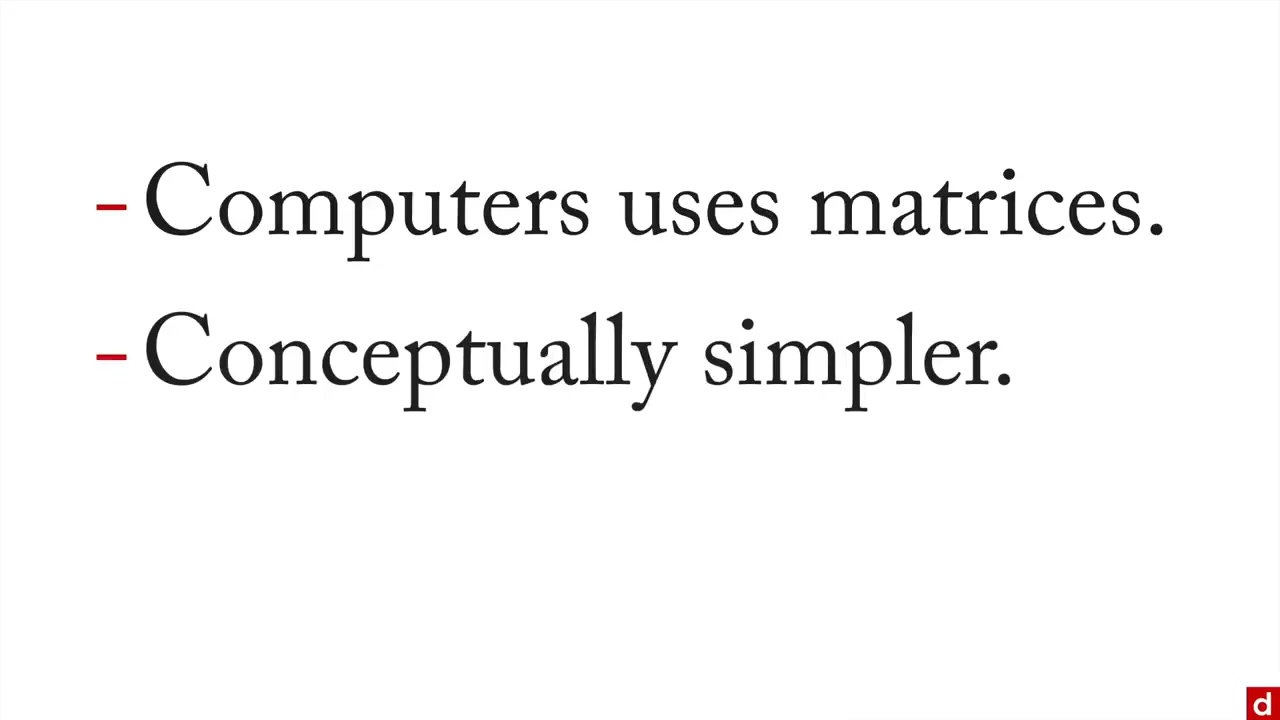 - Computers uses matrices.
- Conceptually simpler.
d